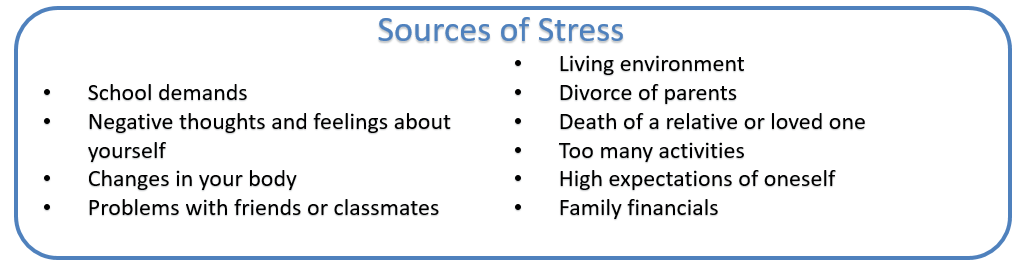 Sources of Stress
• School demands
• Negative thoughts and feelings about
yourself
• Changes in your body
• Problems with friends or classmates
• Living environment
• Divorce of parents
• Death of a relative or loved one
• Too many activities
• High expectations of oneself
• Family financials